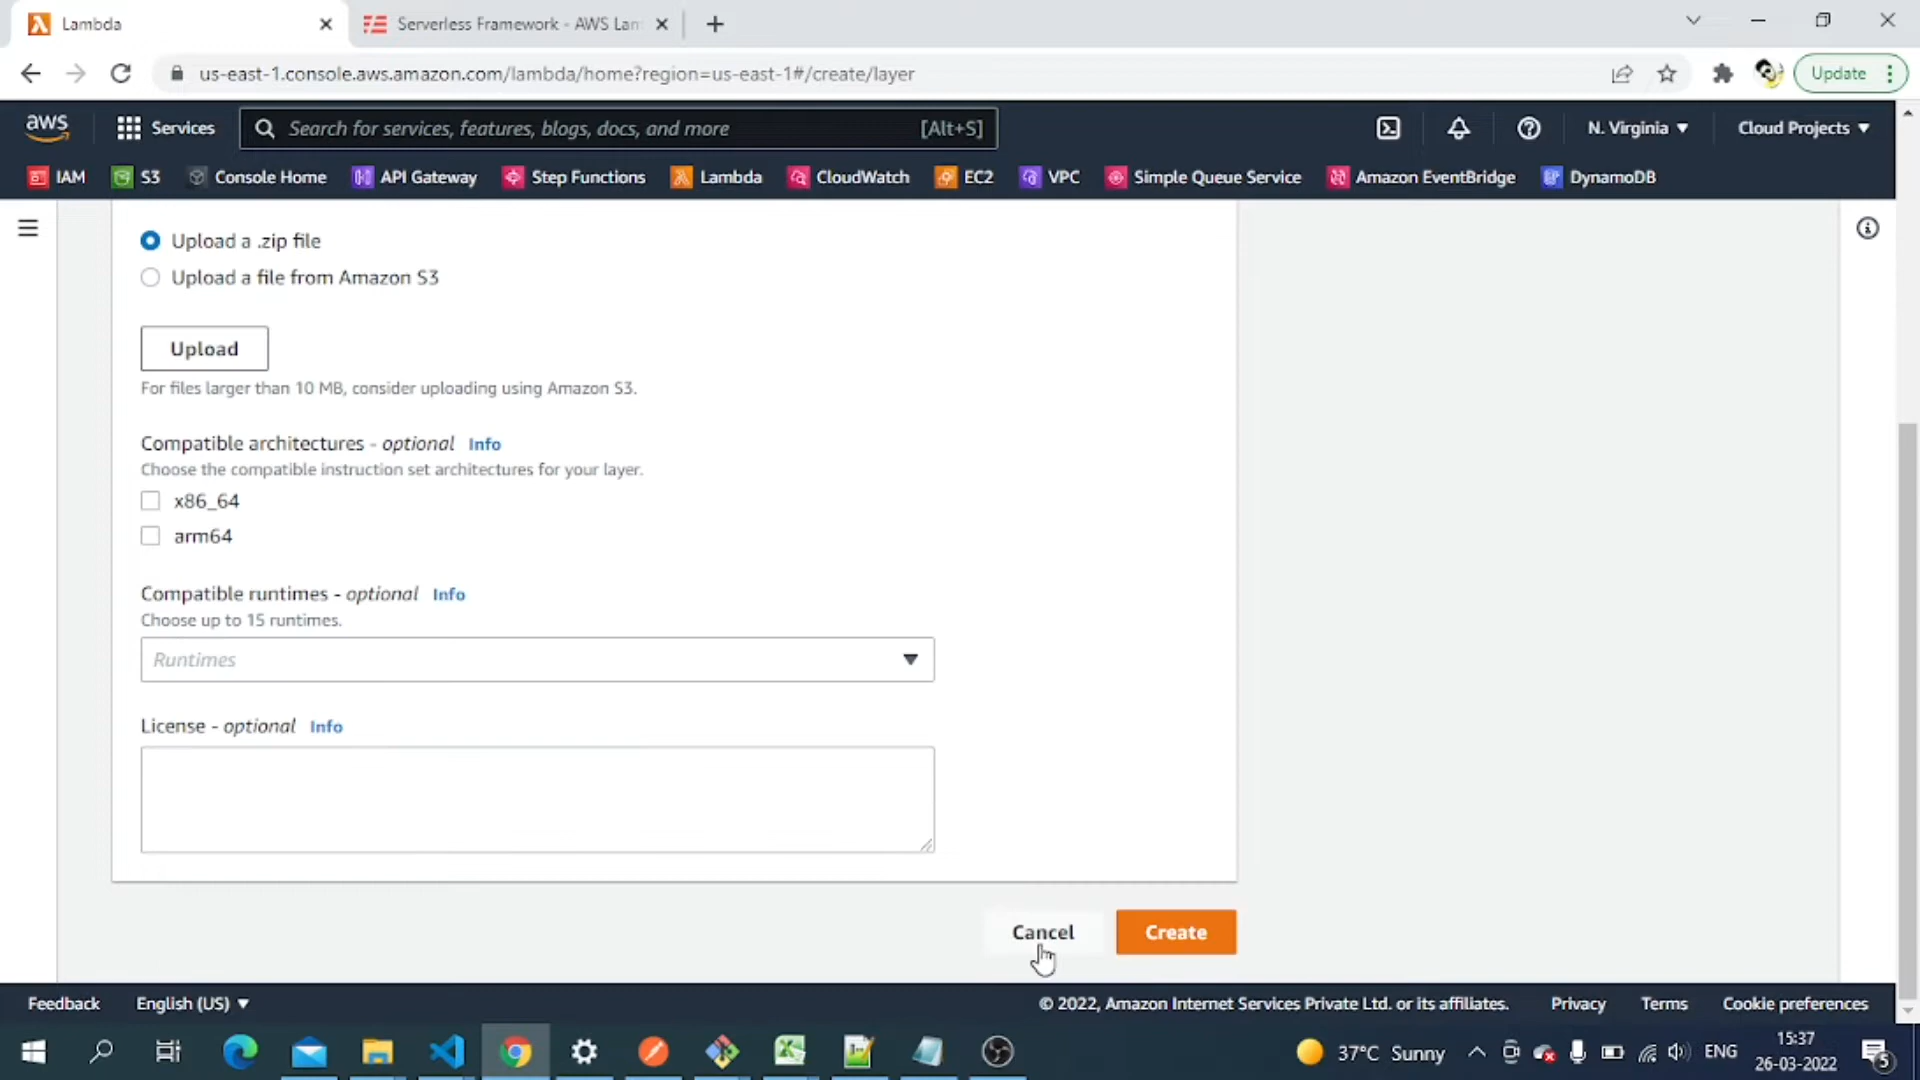 Lambda
Serverless Framework - AWS Lam
us-east-1.console.aws.amazon.com/lambda/home?region=us-east-1#/create/layer
Update
aws
Services
Search for services, features, blogs, docs, and more
[Alt+S]
N. Virginia
Cloud Projects
IAM
S3
Console Home
API Gateway
Step Functions
Lambda
CloudWatch
EC2
VPC
Simple Queue Service
Amazon EventBridge
DynamoDB
Upload a .zip file
Upload a file from Amazon S3
Upload
For files larger than 10 MB, consider uploading using Amazon S3.
Compatible architectures - optional Info
Choose the compatible instruction set architectures for your layer.
x86_64
arm64
Compatible runtimes - optional Info
Choose up to 15 runtimes.
Runtimes
License - optional Info
Cancel
Create
Feedback
English (US)
© 2022, Amazon Internet Services Private Ltd. or its affiliates.
Privacy
Terms
Cookie preferences
37°C Sunny
ENG
15:37
26-03-2022
5